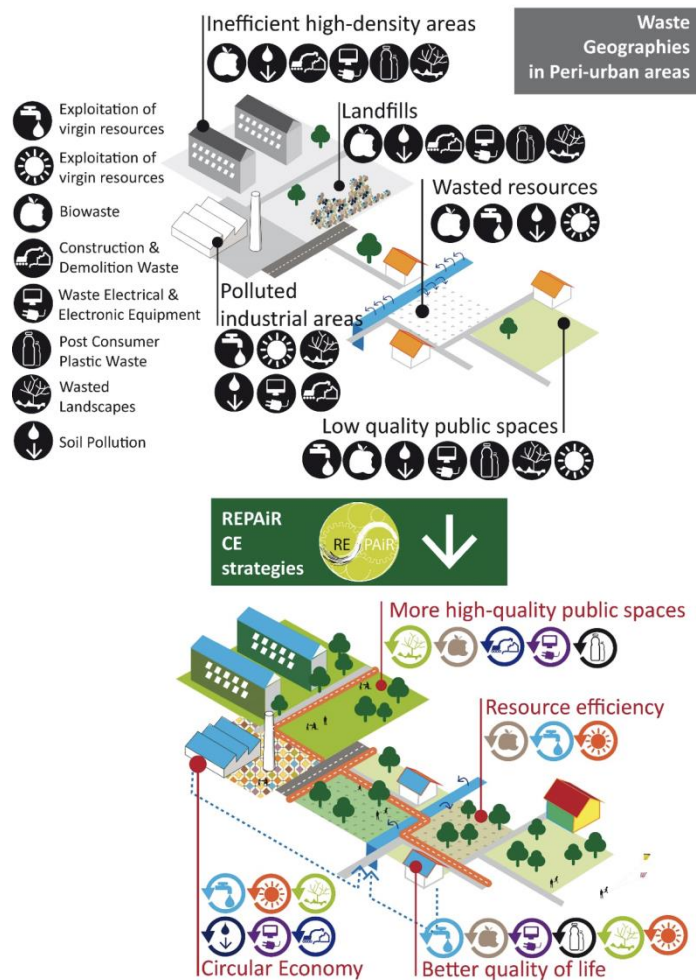 Inefficient high-density areas
Waste
Geographies
in Peri-urban areas
Exploitation of
virgin resources
Exploitation of
virgin resources
Biowaste
Construction &
Demolition Waste
Waste Electrical &
Electronic Equipment
Post Consumer
Plastic Waste
Wasted
Landscapes
Soil Pollution
Landfills
Wasted resources
Polluted
industrial areas
Low quality public spaces
REPAiR
CE
strategies
RE PAiR
More high-quality public spaces
Resource efficiency
Circular Economy
Better quality of life